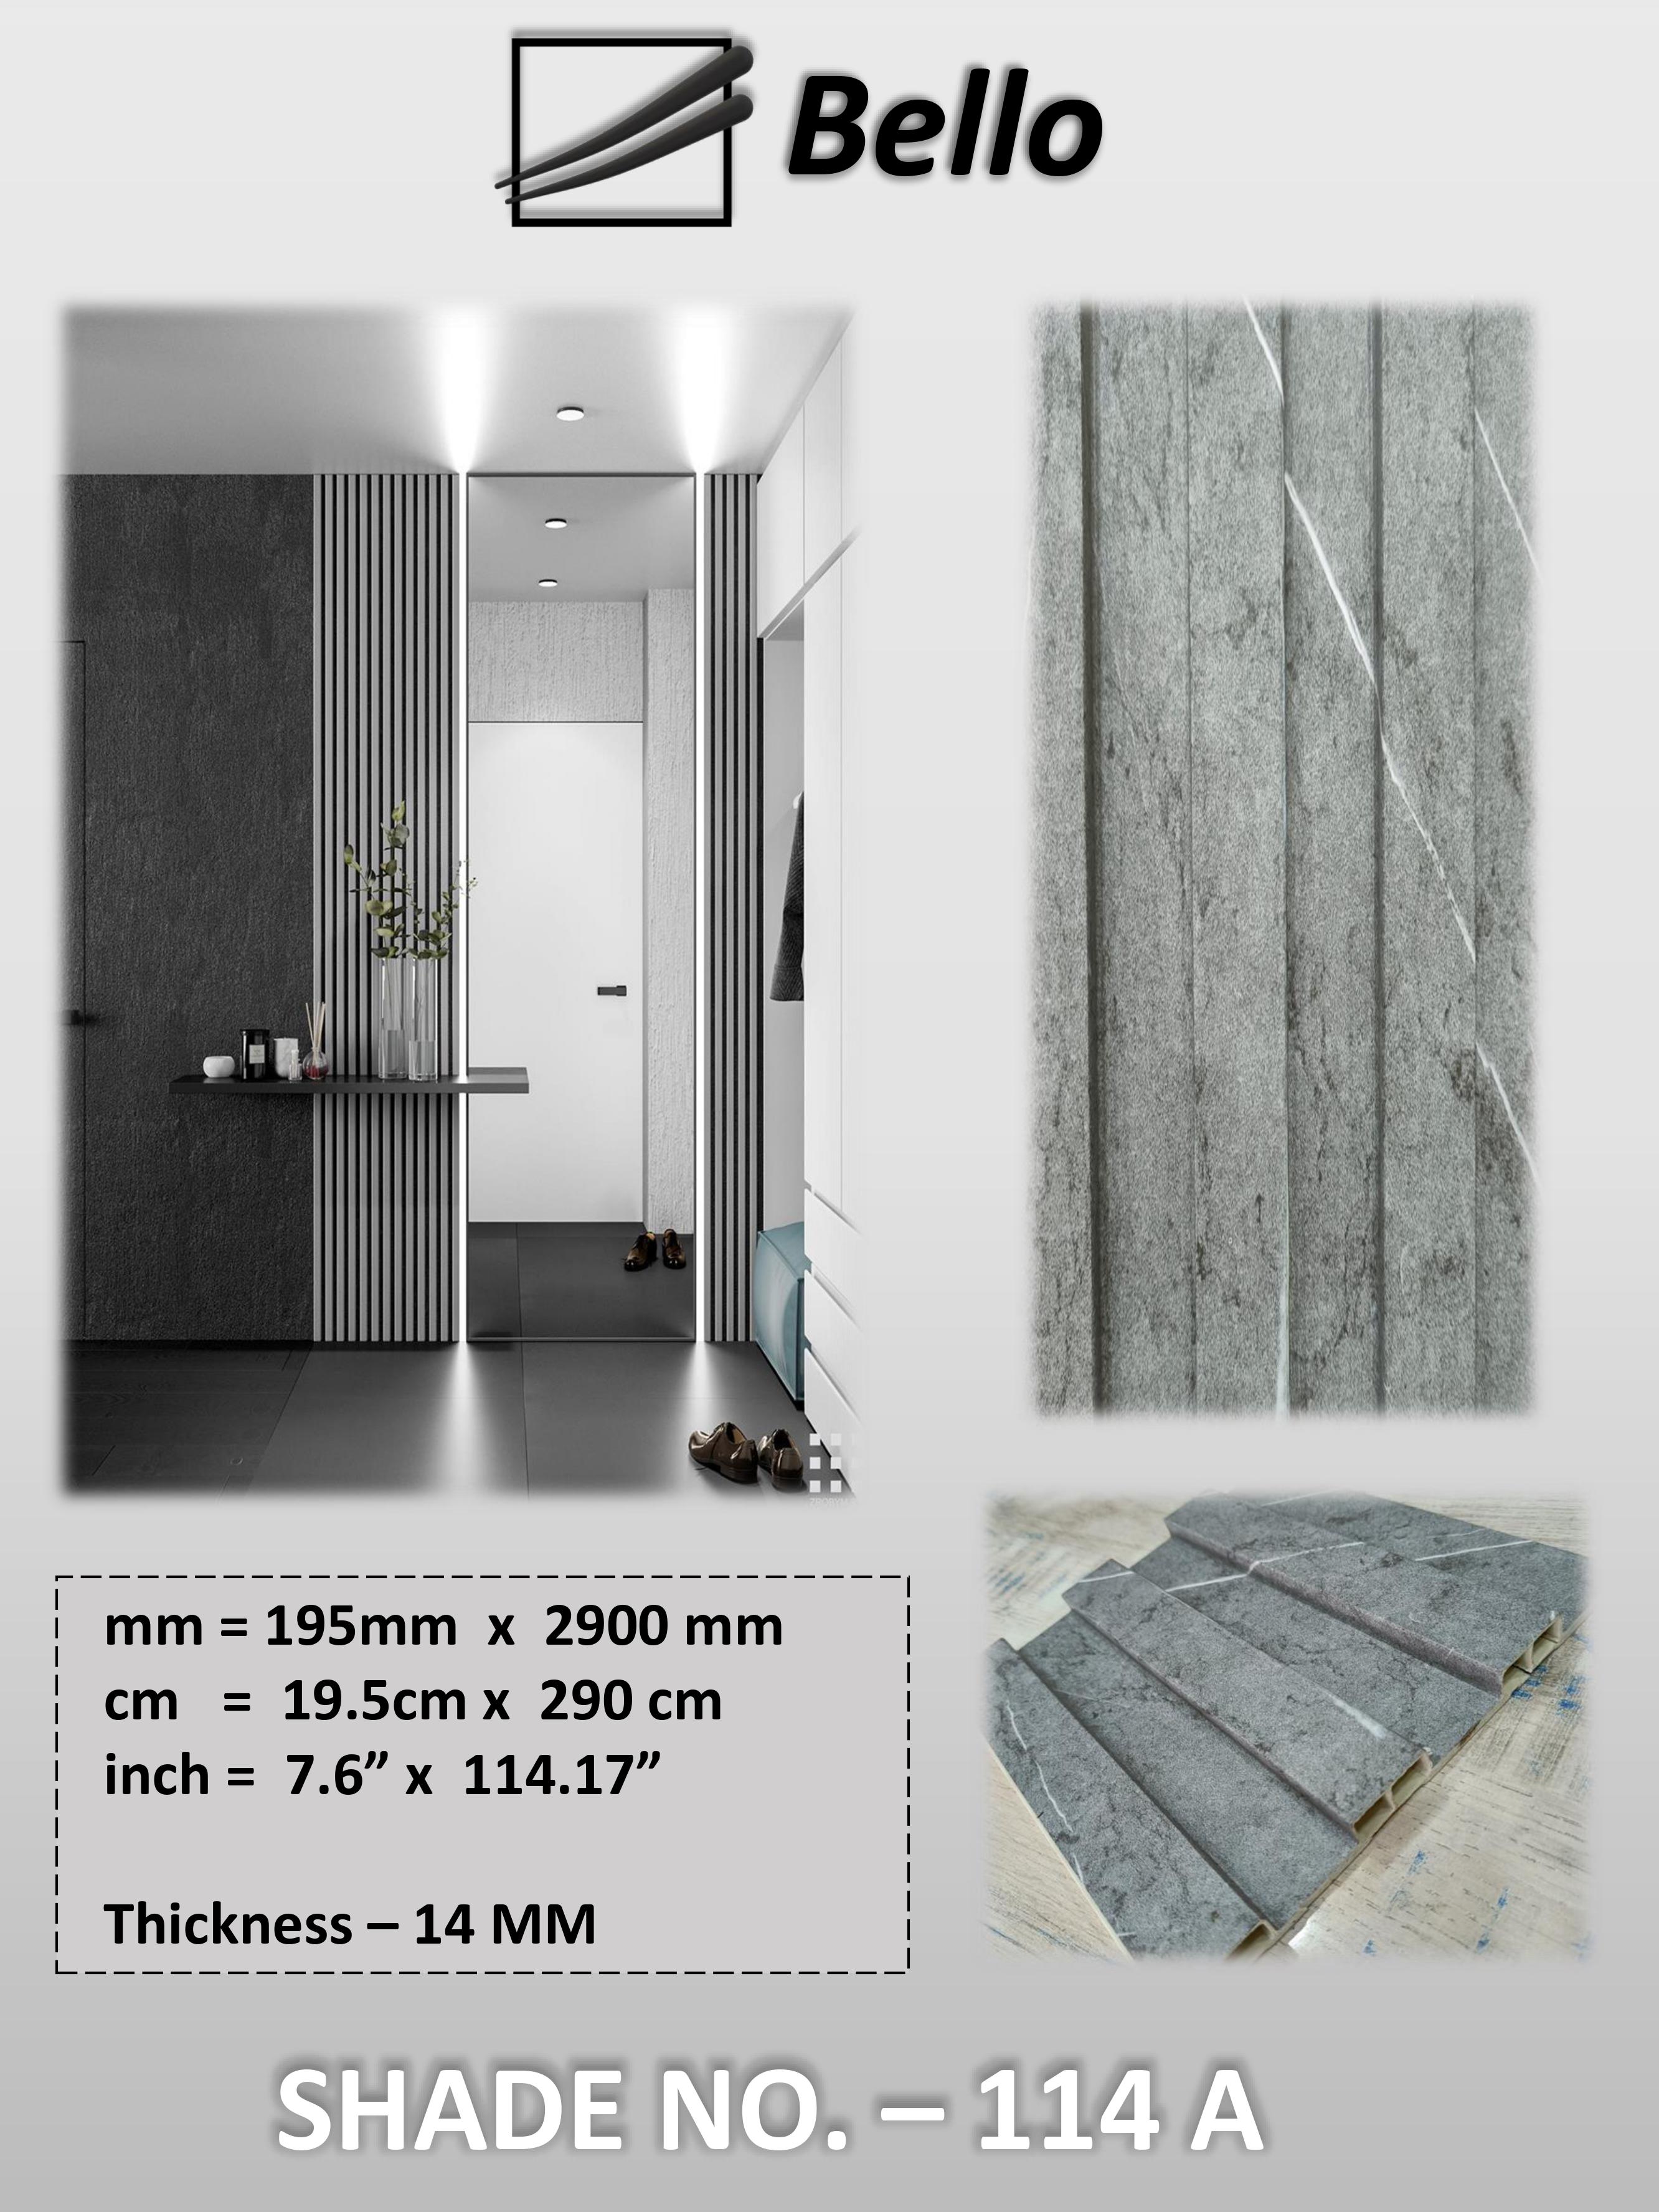 Bello
mm = 195mm x 2900 mm
cm = 19.5cm x 290 cm
inch = 7.6” x 114.17”
Thickness – 14 MM
SHADE NO. – 114 A